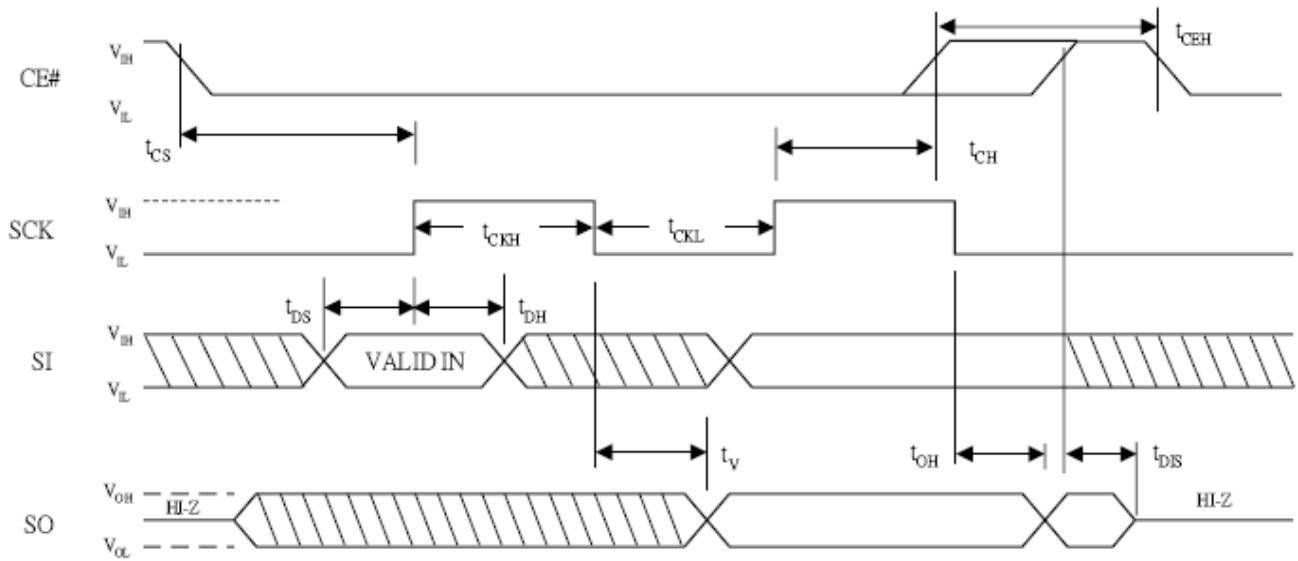 V_IH
t_CEH
CE#
V_IL
t_CS
t_CH
V_IH
SCK
t_CKH
t_CKL
V_IL
t_DS
t_DH
V_IH
SI
VALID IN
V_IL
t_V
t_OH
t_DIS
V_OH
HI-Z
HI-Z
SO
V_OL